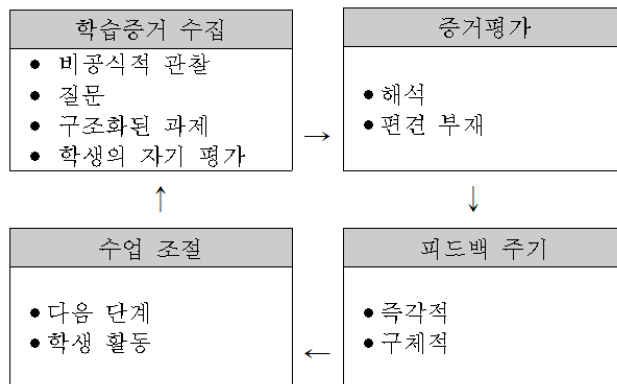 학습증거 수집
● 비공식적 관찰
● 질문
● 구조화된 과제
● 학생의 자기 평가
→
증거평가
●해석
●편견 부재
↓
피드백 주기
●즉각적
●구체적
←
수업 조절
●다음 단계
●학생 활동
↑